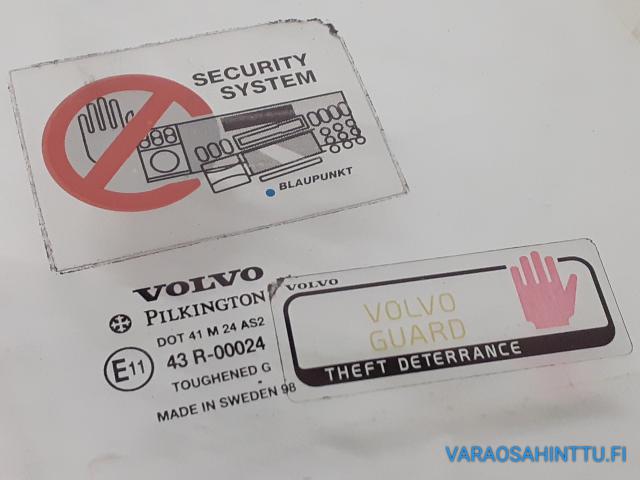 SECURITY
SYSTEM
BLAUPUNKT
VOLVO
PILKINGTON
DOT 41 M 24 AS2
E11
43 R-00024
TOUGHENED G
MADE IN SWEDEN 98
VOLVO
VOLVO
GUARD
THEFT DETERRANCE
VARAOSAHINTTU.FI